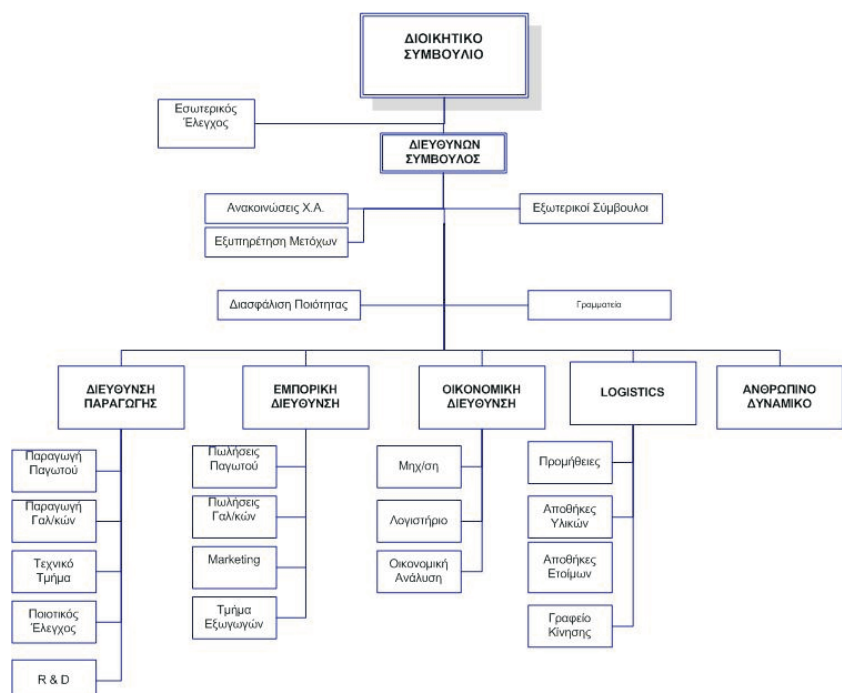 ΔΙΟΙΚΗΤΙΚΟ
ΣΥΜΒΟΥΛΙΟ
Εσωτερικός
Έλεγχος
ΔΙΕΥΘΥΝΩΝ
ΣΥΜΒΟΥΛΟΣ
Ανακοινώσεις Χ.Α.
Εξωτερικοί Σύμβουλοι
Εξυπηρέτηση Μετόχων
Διασφάλιση Ποιότητας
Γραμματεία
ΔΙΕΥΘΥΝΣΗ
ΠΑΡΑΓΩΓΗΣ
ΕΜΠΟΡΙΚΗ
ΔΙΕΥΘΥΝΣΗ
ΟΙΚΟΝΟΜΙΚΗ
ΔΙΕΥΘΥΝΣΗ
LOGISTICS
ΑΝΘΡΩΠΙΝΟ
ΔΥΝΑΜΙΚΟ
Παραγωγή
Παγωτού
Παραγωγή
Γαλ/κών
Τεχνικό
Τμήμα
Ποιοτικός
Έλεγχος
R & D
Πωλήσεις
Παγωτού
Πωλήσεις
Γαλ/κών
Marketing
Τμήμα
Εξωγωγών
Μηχ/ση
Λογιστήριο
Οικονομική
Ανάλυση
Προμήθειες
Αποθήκες
Υλικών
Αποθήκες
Ετοίμων
Γραφείο
Κίνησης